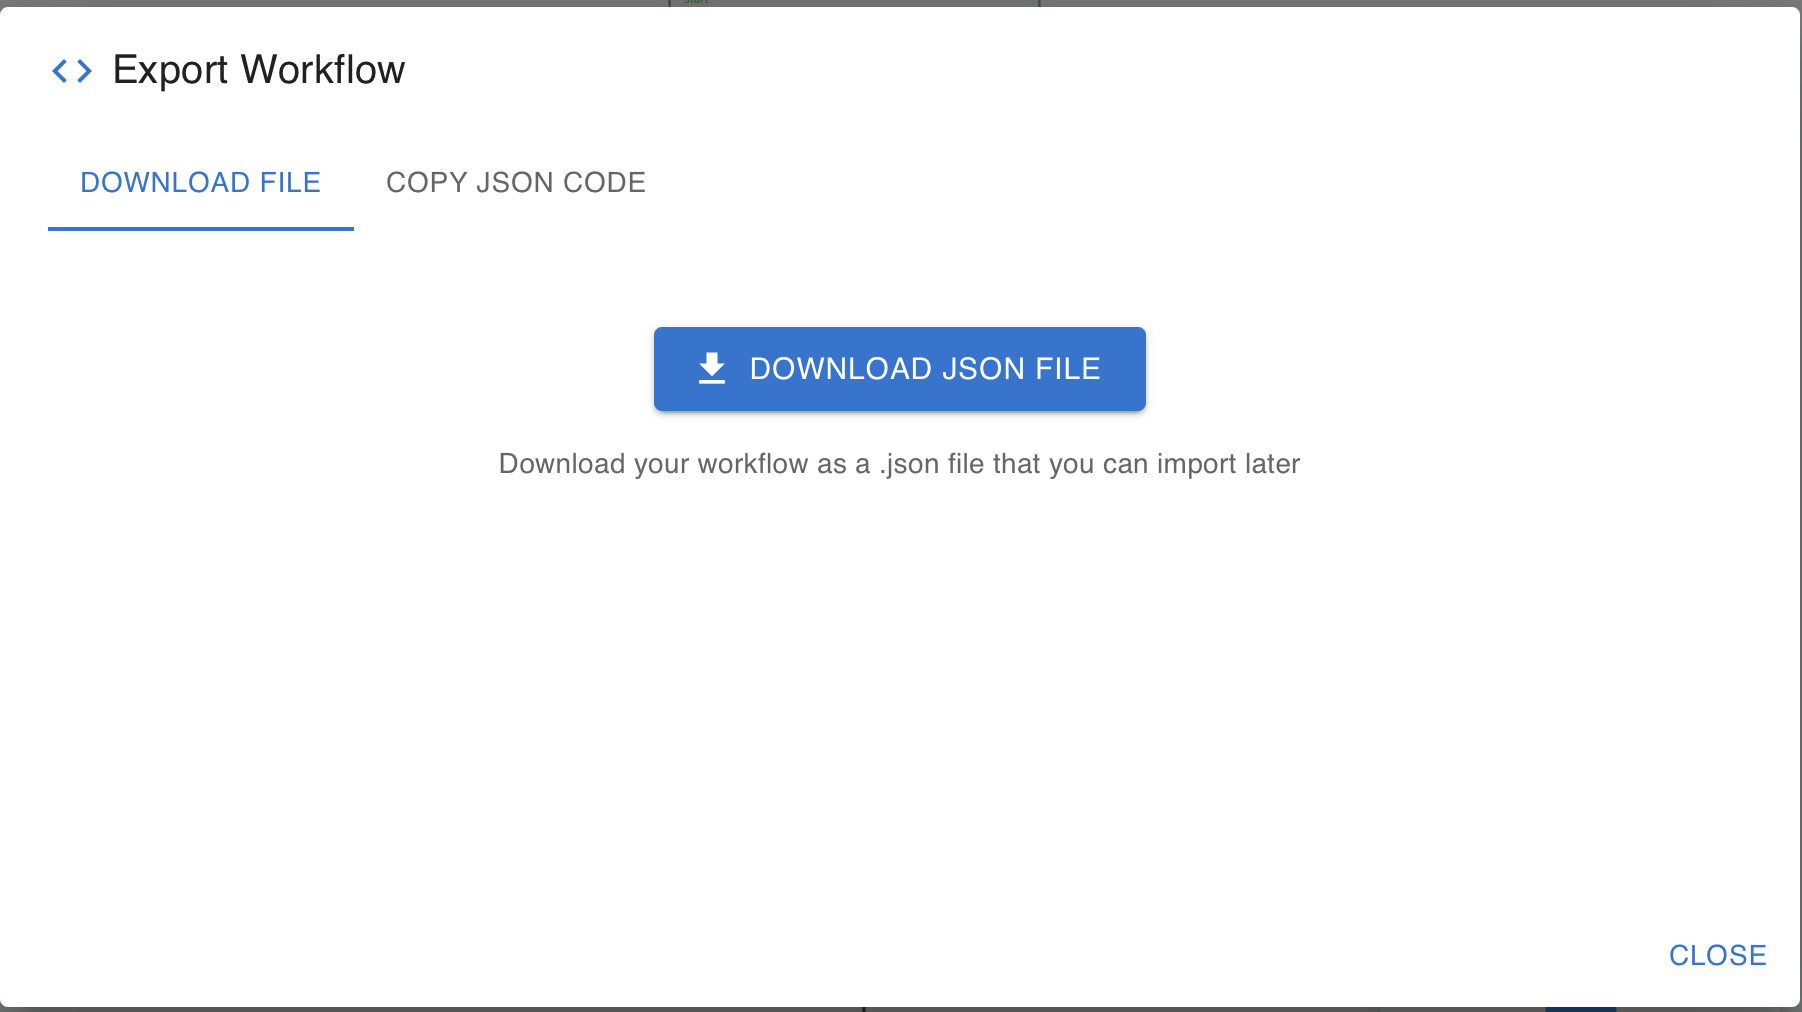 Export Workflow
DOWNLOAD FILE
COPY JSON CODE
DOWNLOAD JSON FILE
Download your workflow as a .json file that you can import later
CLOSE